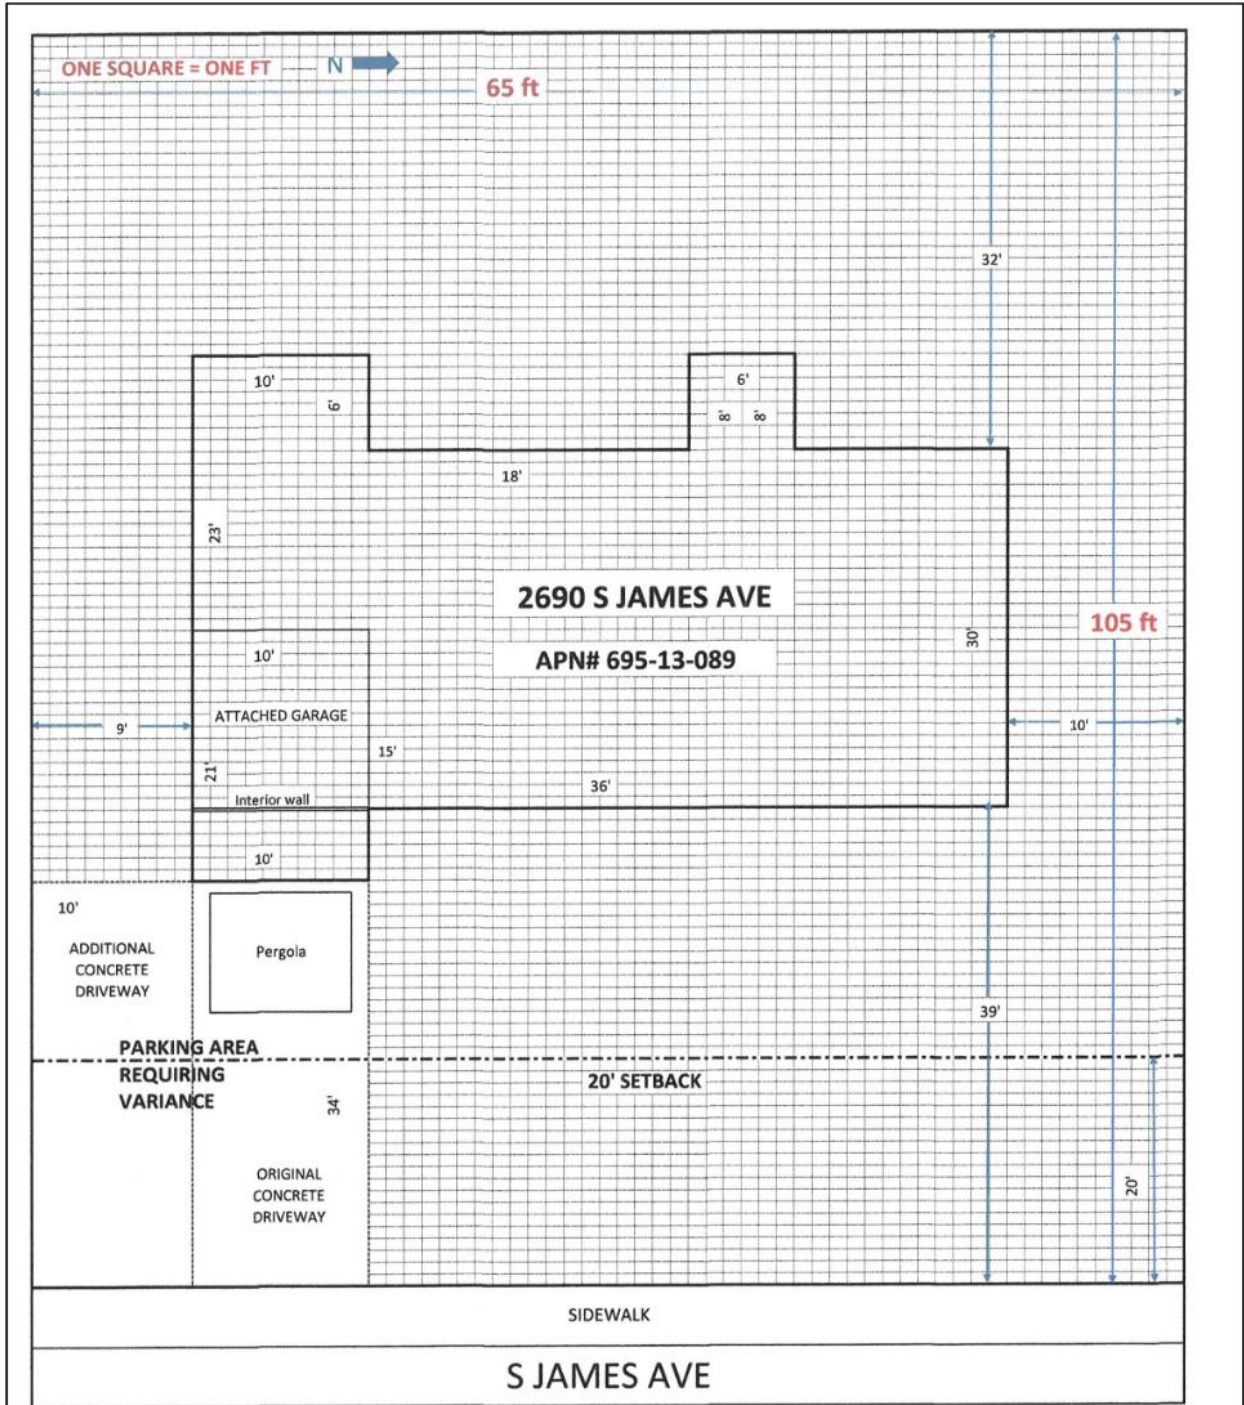 ONE SQUARE = ONE FT
N
65 ft
32'
10'
6'
6'
8'
8'
18'
23'
2690 S JAMES AVE
105 ft
30'
10'
APN# 695-13-089
ATTACHED GARAGE
9'
10'
15'
21'
36'
Interior wall
10'
10'
ADDITIONAL
CONCRETE
DRIVEWAY
Pergola
39'
PARKING AREA
REQUIRING
VARIANCE
20' SETBACK
34'
ORIGINAL
CONCRETE
DRIVEWAY
20'
SIDEWALK
S JAMES AVE